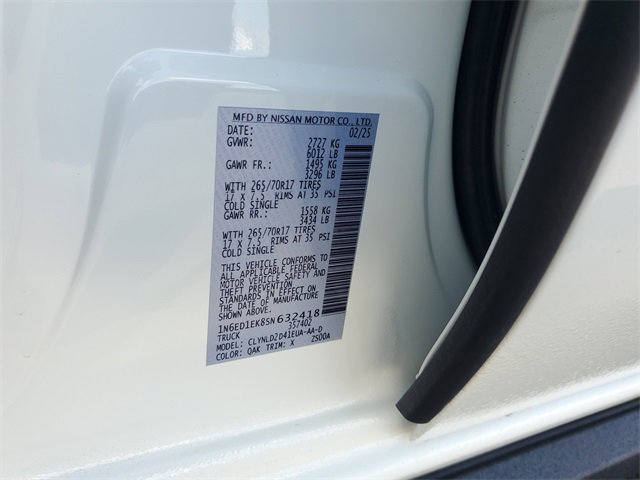 MFD BY NISSAN MOTOR CO., LTD.
DATE: 02/25
GVWR: 2727 KG
6012 LB
GAWR FR.: 1495 KG
3296 LB
WITH 265/70R17 TIRES
17 X 7.5 RIMS AT 35 PSI
COLD SINGLE
GAWR RR.: 1558 KG
3434 LB
WITH 265/70R17 TIRES
17 X 7.5 RIMS AT 35 PSI
COLD SINGLE
THIS VEHICLE CONFORMS TO
ALL APPLICABLE FEDERAL
MOTOR VEHICLE SAFETY AND
THEFT PREVENTION
STANDARDS IN EFFECT ON
THE DATE OF MANUFACTURE
SHOWN ABOVE.
1N6ED1EK8SN632418
TRUCK 357402
MODEL: CLYNLD2D41EUA-AA-D
COLOR: QAK TRIM: X ZS00A